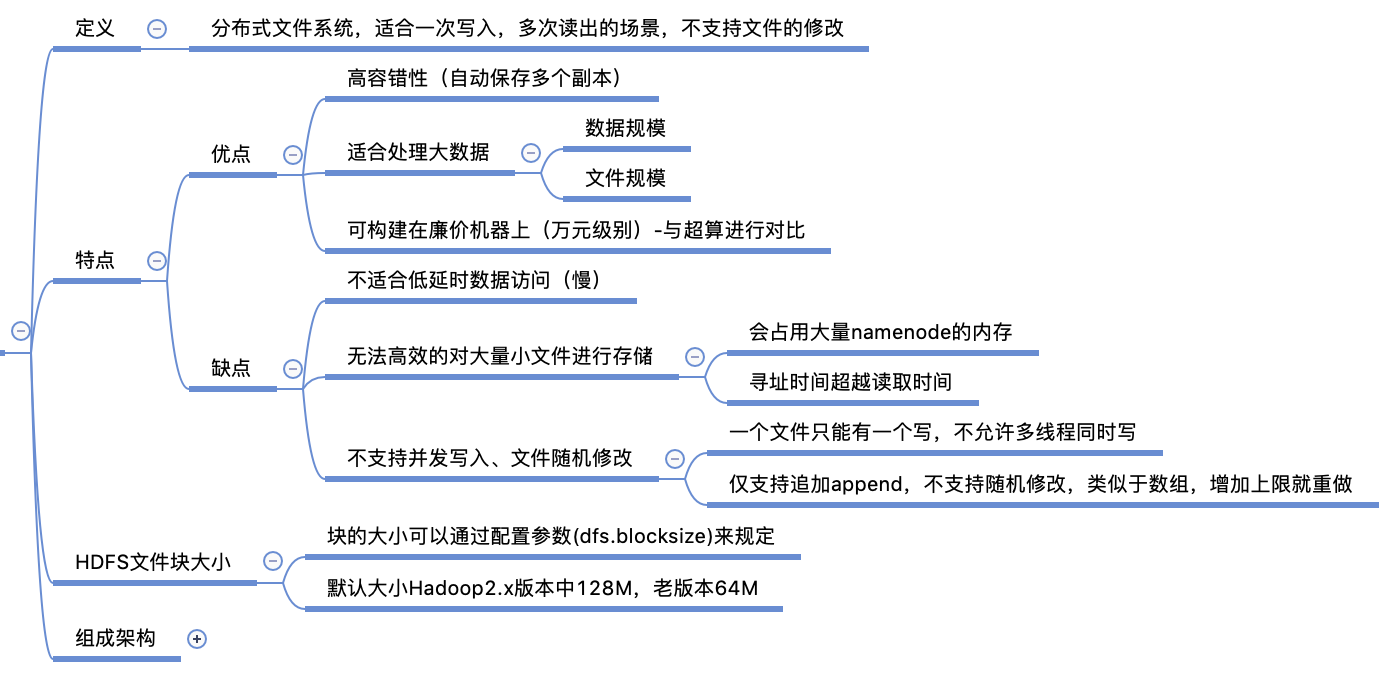 定义
分布式文件系统，适合一次写入，多次读出的场景，不支持文件的修改
特点
优点
高容错性（自动保存多个副本）
适合处理大数据
数据规模
文件规模
可构建在廉价机器上（万元级别）-与超算进行对比
缺点
不适合低延时数据访问（慢）
无法高效的对大量小文件进行存储
会占用大量namenode的内存
寻址时间超越读取时间
不支持并发写入、文件随机修改
一个文件只能有一个写，不允许多线程同时写
仅支持追加append，不支持随机修改，类似于数组，增加上限就重做
HDFS文件块大小
块的大小可以通过配置参数(dfs.blocksize)来规定
默认大小Hadoop2.x版本中128M，老版本64M
组成架构